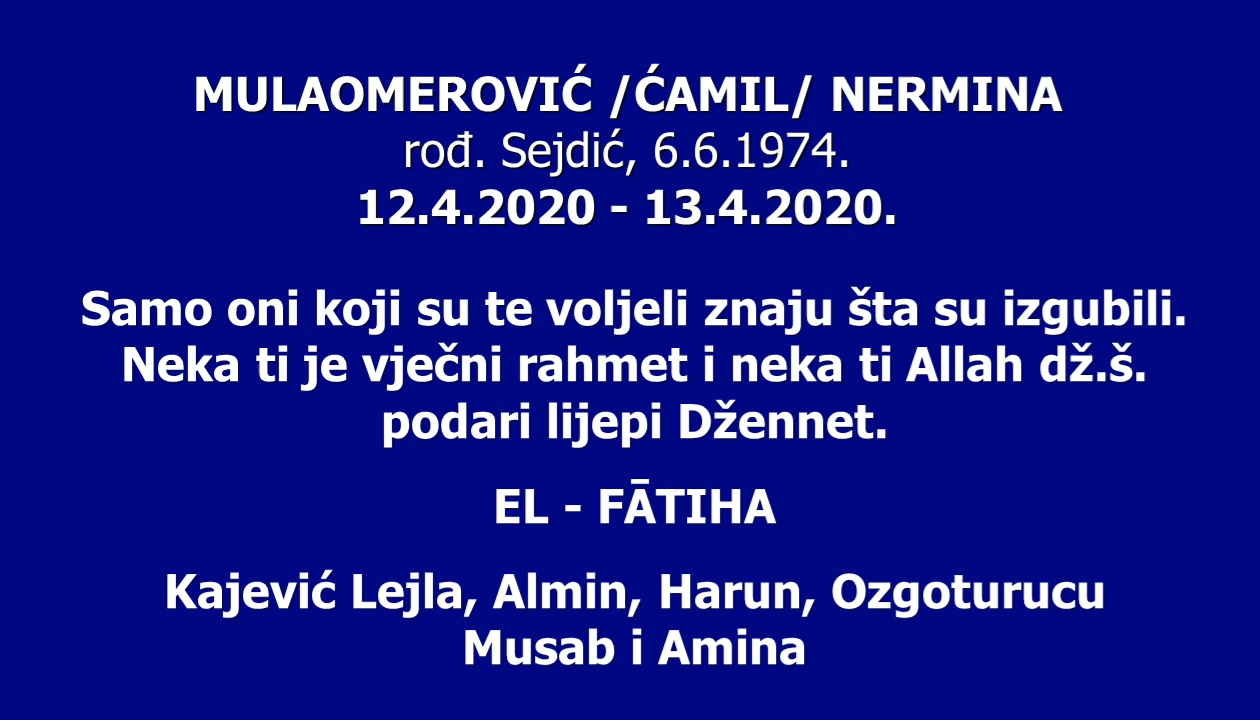 MULAOMEROVIĆ /ĆAMIL/ NERMINA
rođ. Sejdić, 6.6.1974.
12.4.2020 - 13.4.2020.
Samo oni koji su te voljeli znaju šta su izgubili.
Neka ti je vječni rahmet i neka ti Allah dž.š.
podari lijepi Džennet.
EL - FĀTIHA
Kajević Lejla, Almin, Harun, Ozgoturucu
Musab i Amina